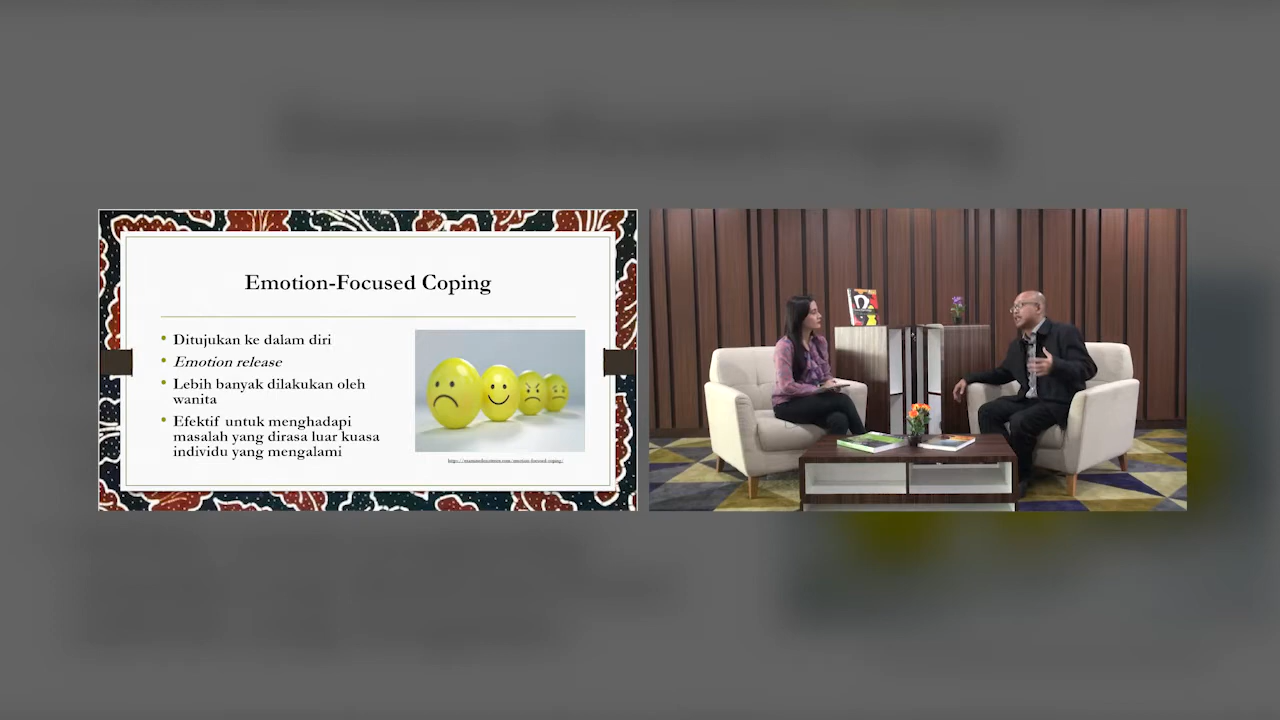 Emotion-Focused Coping
Ditujukan ke dalam diri
Emotion release
Lebih banyak dilakukan oleh
wanita
Efektif untuk menghadapi
masalah yang dirasa luar kuasa
individu yang mengalami